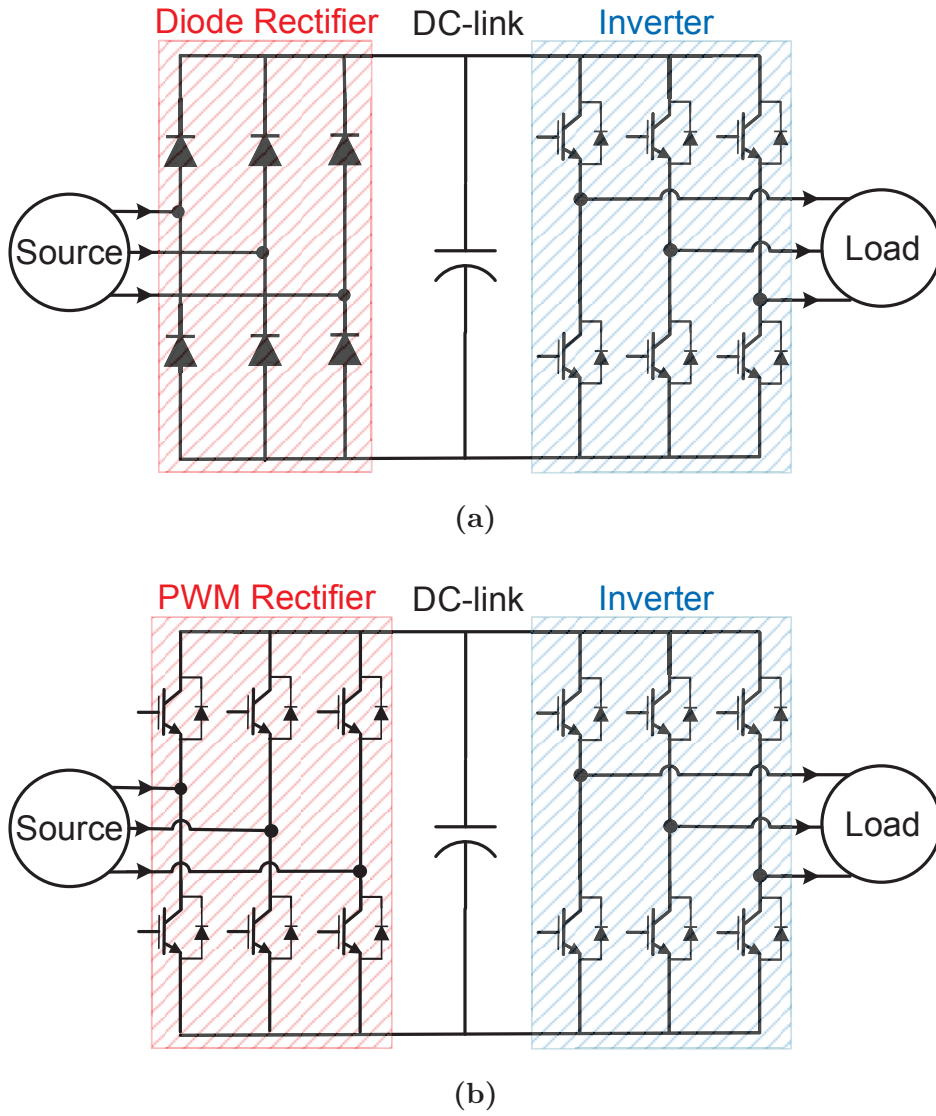 Diode Rectifier DC-link Inverter
Source
Load
(a)
PWM Rectifier DC-link Inverter
Source
Load
(b)